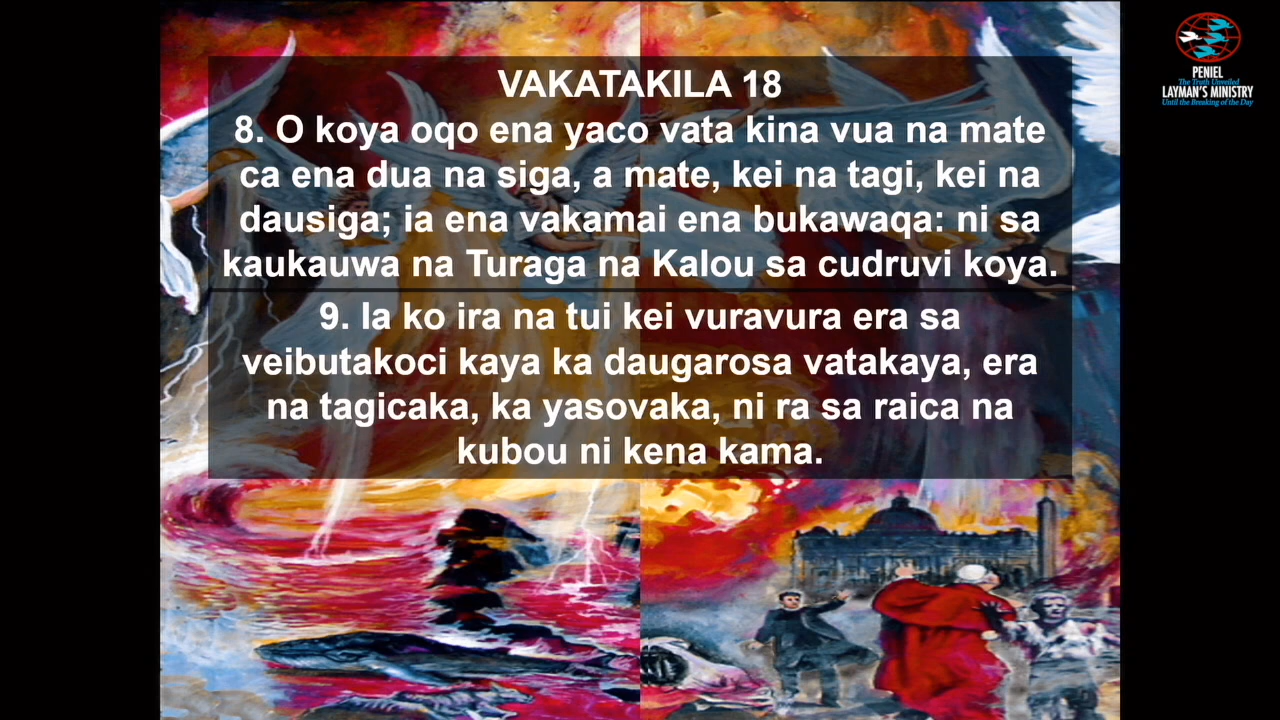 VAKATAKILA 18
8. O koya oqo ena yaco vata kina vua na mate
ca ena dua na siga, a mate, kei na tagi, kei na
dausiga; ia ena vakamai ena bukawaqa: ni sa
kaukauwa na Turaga na Kalou sa cudruvi koya.
9. Ia ko ira na tui kei vuravura era sa
veibutakoci kaya ka daugarosa vatakaya, era
na tagicaka, ka yasovaka, ni ra sa raica na
kubou ni kena kama.
PENIEL
The Truth Unveiled
LAYMAN'S MINISTRY
Until the Breaking of the Day